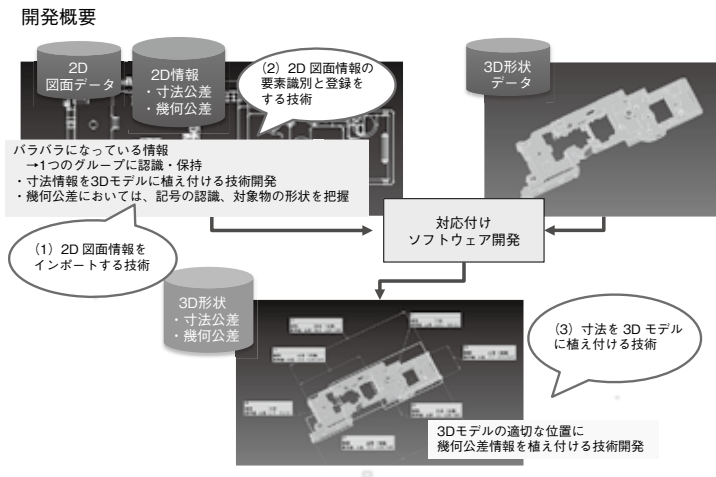 開発概要
2D
図面データ
2D情報
・寸法公差
・幾何公差
（2）2D 図面情報の
要素識別と登録を
する技術
3D形状
データ
バラバラになっている情報
→1つのグループに認識・保持
・寸法情報を3Dモデルに植え付ける技術開発
・幾何公差においては、記号の認識、対象物の形状を把握
対応付け
ソフトウェア開発
（1）2D 図面情報を
インポートする技術
3D形状
・寸法公差
・幾何公差
（3）寸法を 3D モデル
に植え付ける技術
3Dモデルの適切な位置に
幾何公差情報を植え付ける技術開発